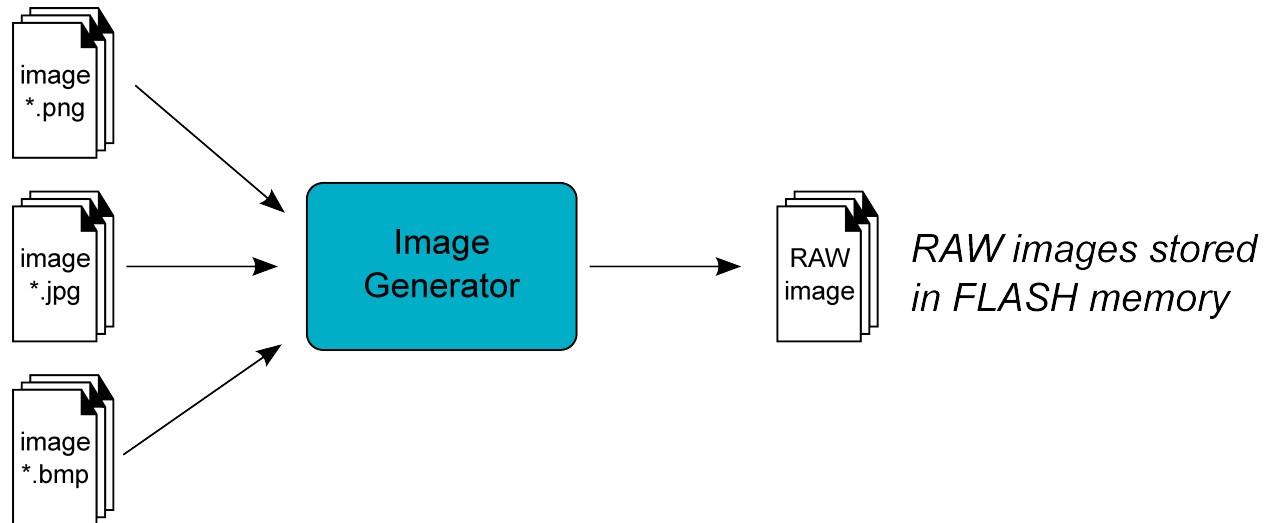 image
*.png
image
*.jpg
image
*.bmp
Image
Generator
RAW
image
RAW images stored
in FLASH memory